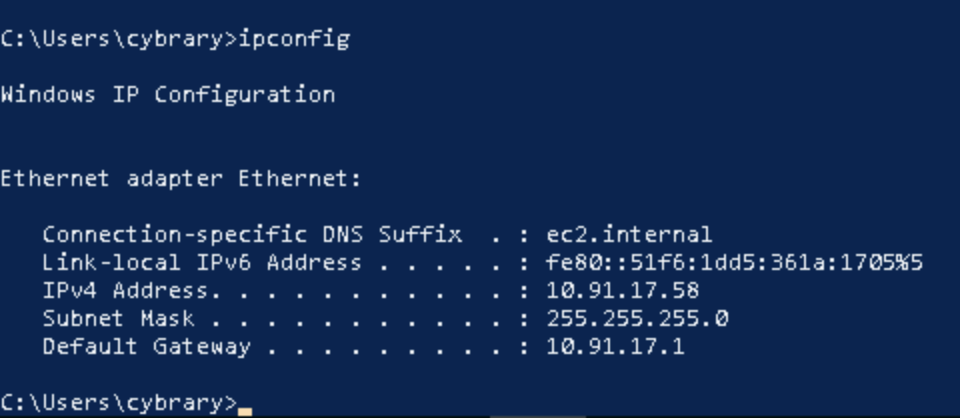 C:\Users\cybrary>ipconfig
Windows IP Configuration
Ethernet adapter Ethernet:
Connection-specific DNS Suffix  . : ec2.internal
Link-local IPv6 Address . . . . . : fe80::51f6:1dd5:361a:1705%5
IPv4 Address. . . . . . . . . . . : 10.91.17.58
Subnet Mask . . . . . . . . . . . : 255.255.255.0
Default Gateway . . . . . . . . . : 10.91.17.1
C:\Users\cybrary>